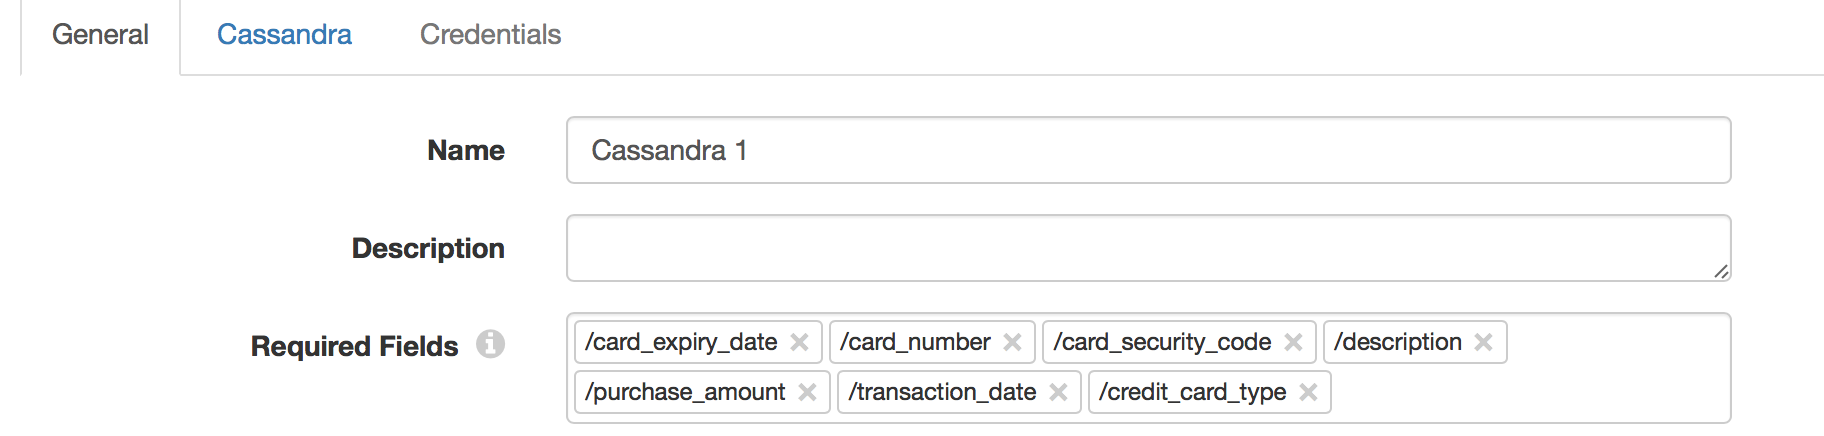 General Cassandra Credentials
Name Cassandra 1
Description
Required Fields /card_expiry_date /card_number /card_security_code /description
/purchase_amount /transaction_date /credit_card_type